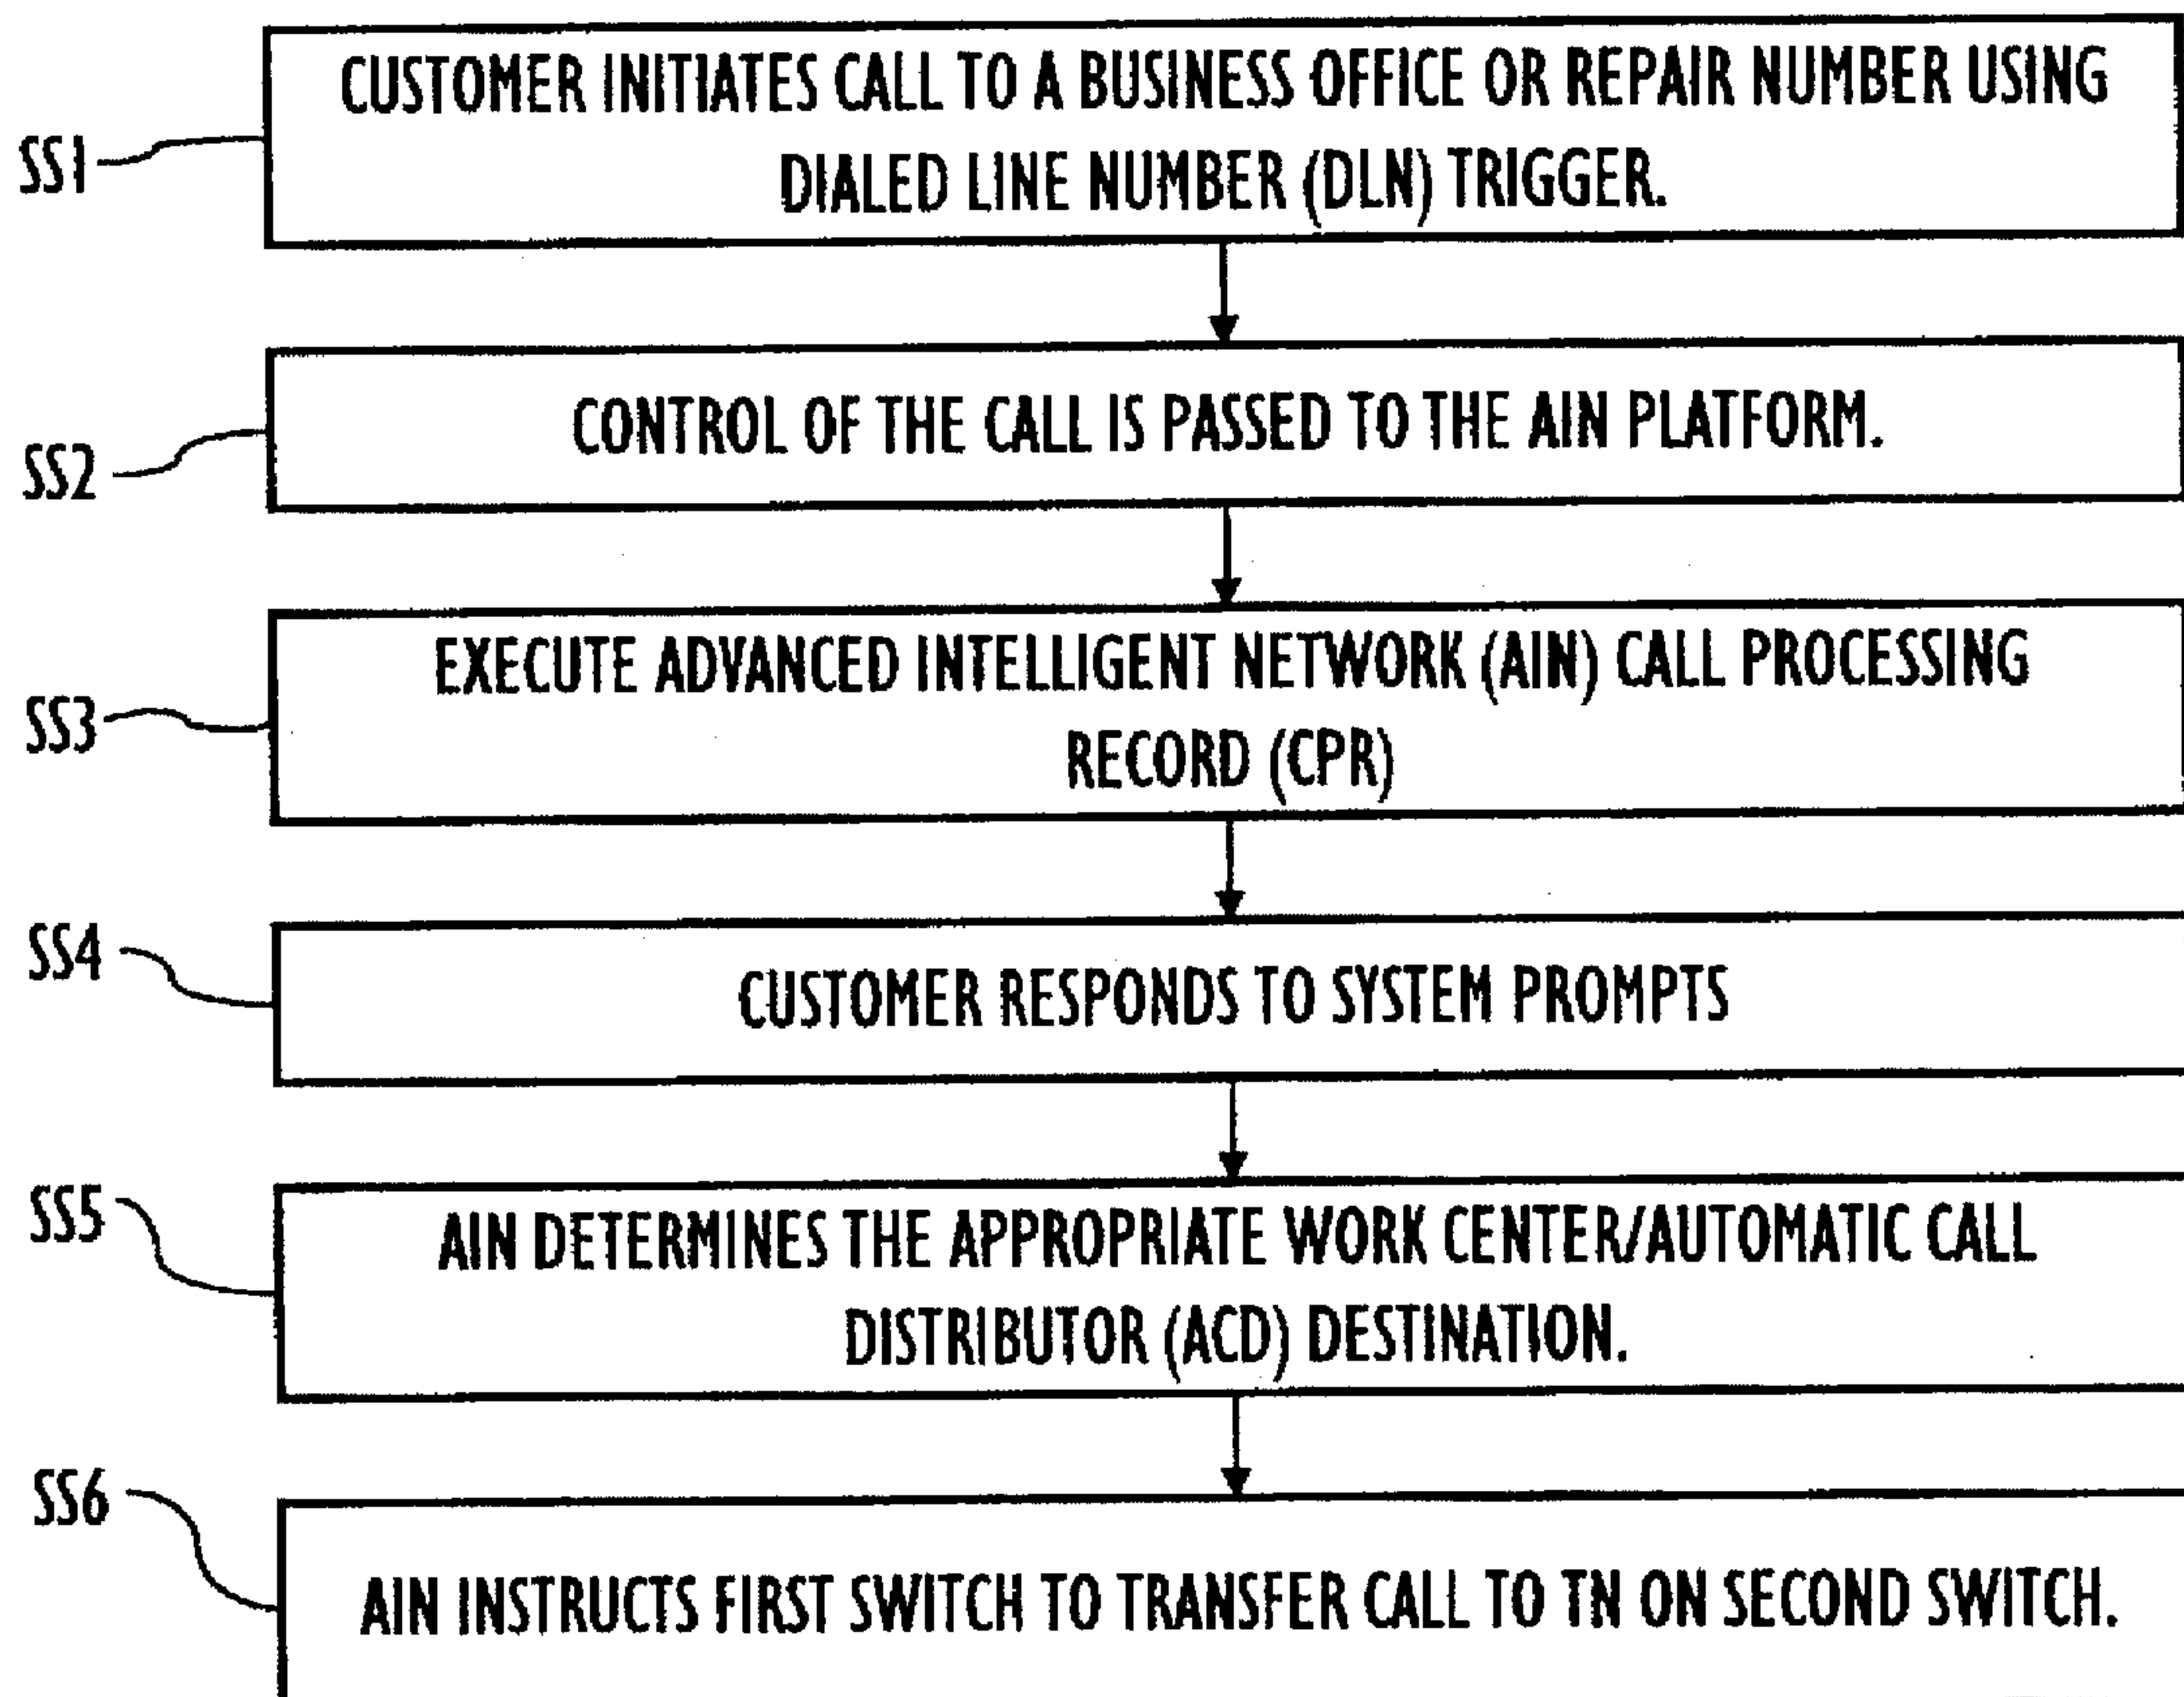 SS1
CUSTOMER INITIATES CALL TO A BUSINESS OFFICE OR REPAIR NUMBER USING
DIALED LINE NUMBER (DLN) TRIGGER.
SS2
CONTROL OF THE CALL IS PASSED TO THE AIN PLATFORM.
SS3
EXECUTE ADVANCED INTELLIGENT NETWORK (AIN) CALL PROCESSING
RECORD (CPR)
SS4
CUSTOMER RESPONDS TO SYSTEM PROMPTS
SS5
AIN DETERMINES THE APPROPRIATE WORK CENTER/AUTOMATIC CALL
DISTRIBUTOR (ACD) DESTINATION.
SS6
AIN INSTRUCTS FIRST SWITCH TO TRANSFER CALL TO TN ON SECOND SWITCH.